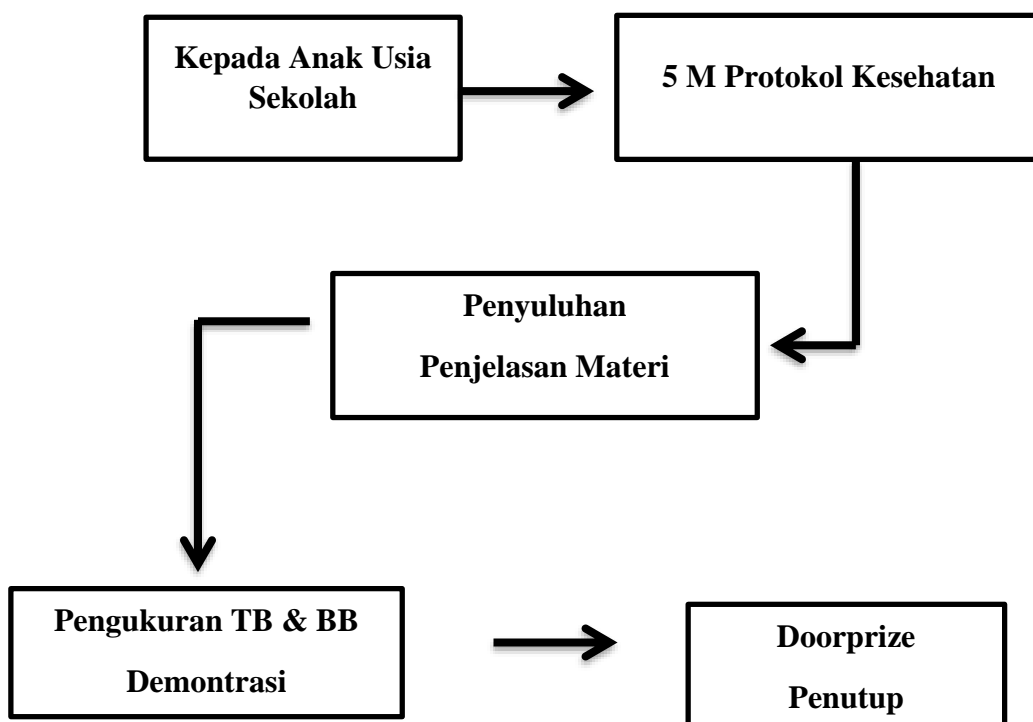 Kepada Anak Usia
Sekolah
5 M Protokol Kesehatan
Penyuluhan
Penjelasan Materi
Pengukuran TB & BB
Demontrasi
Doorprize
Penutup